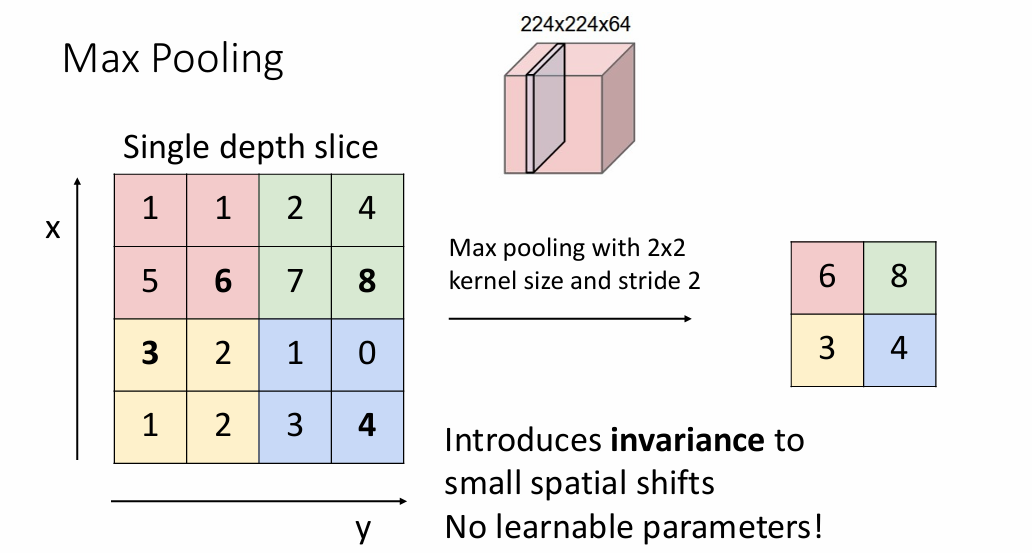 Max Pooling
224x224x64
Single depth slice
x
1 1 2 4
5 6 7 8
3 2 1 0
1 2 3 4
y
Max pooling with 2x2
kernel size and stride 2
6 8
3 4
Introduces invariance to
small spatial shifts
No learnable parameters!